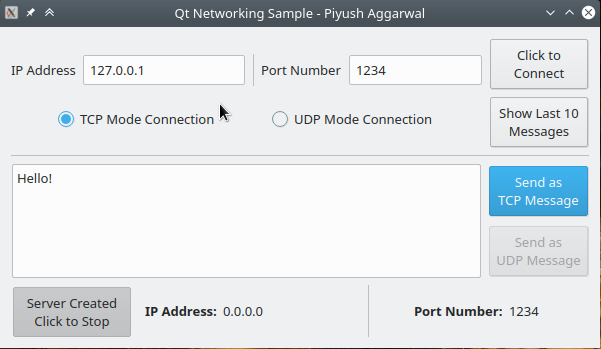 Qt Networking Sample - Piyush Aggarwal
IP Address 127.0.0.1 Port Number 1234
Click to
Connect
TCP Mode Connection UDP Mode Connection
Show Last 10
Messages
Hello!
Send as
TCP Message
Send as
UDP Message
Server Created
Click to Stop
IP Address: 0.0.0.0 Port Number: 1234